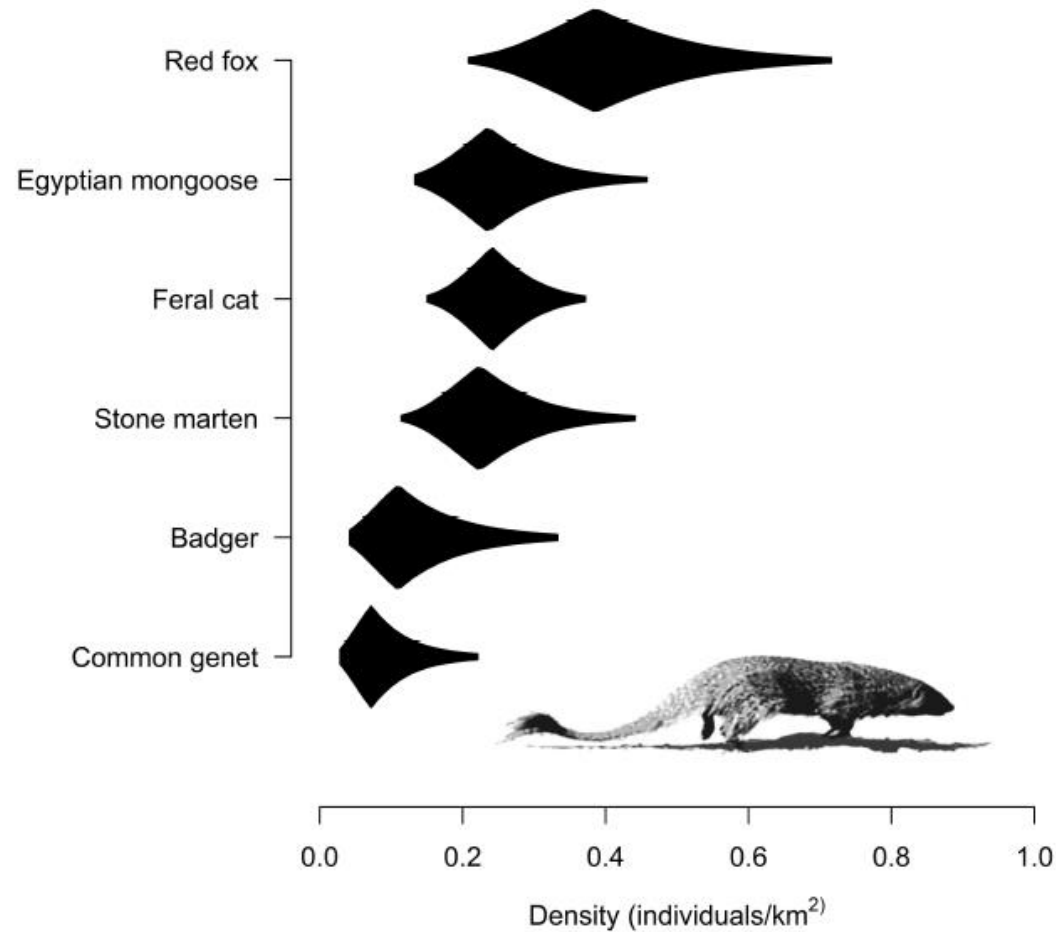 Red fox
Egyptian mongoose
Feral cat
Stone marten
Badger
Common genet
0.0 0.2 0.4 0.6 0.8 1.0
Density (individuals/km²⁾